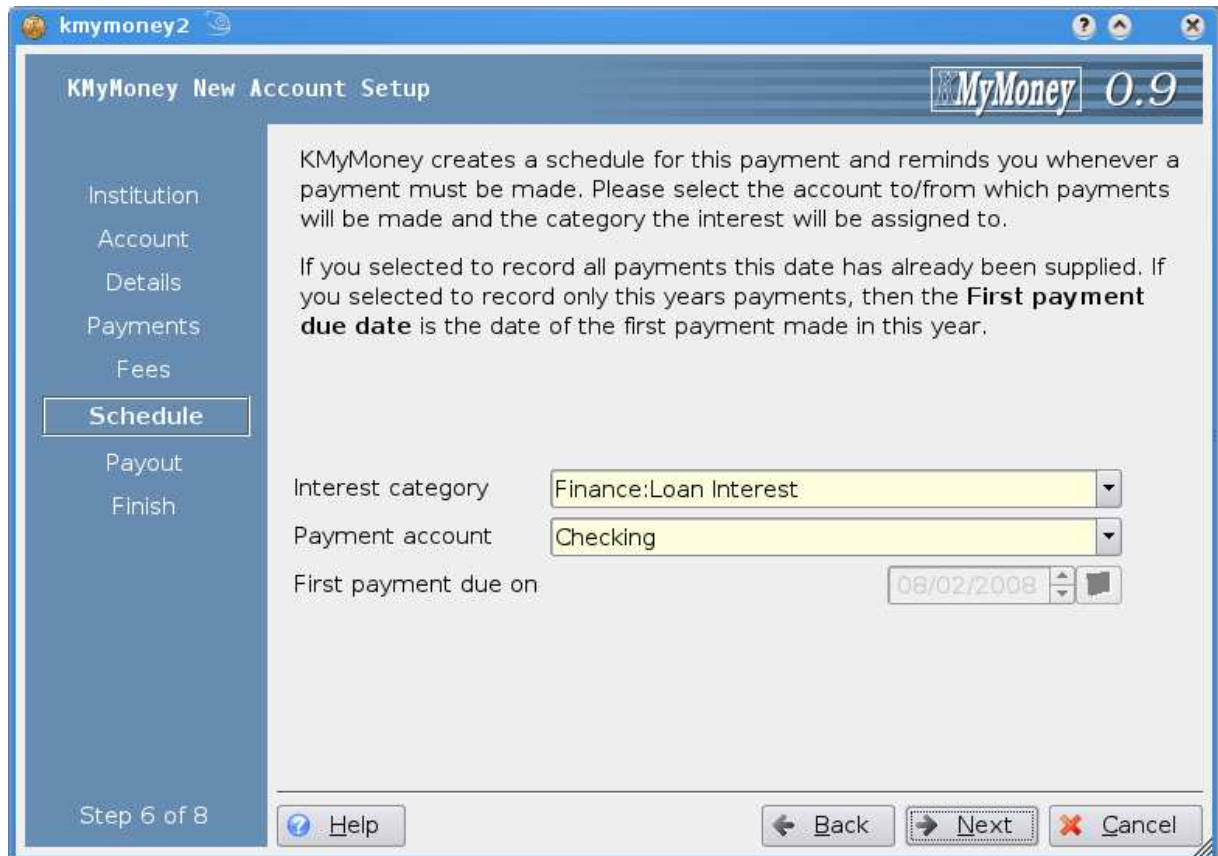 kmymoney2
KMyMoney New Account Setup
KMyMoney 0.9
Institution
Account
Details
Payments
Fees
Schedule
Payout
Finish
Step 6 of 8
KMyMoney creates a schedule for this payment and reminds you whenever a
payment must be made. Please select the account to/from which payments
will be made and the category the interest will be assigned to.
If you selected to record all payments this date has already been supplied. If
you selected to record only this years payments, then the First payment
due date is the date of the first payment made in this year.
Interest category
Finance:Loan Interest
Payment account
Checking
First payment due on
08/02/2008
Help
Back
Next
Cancel